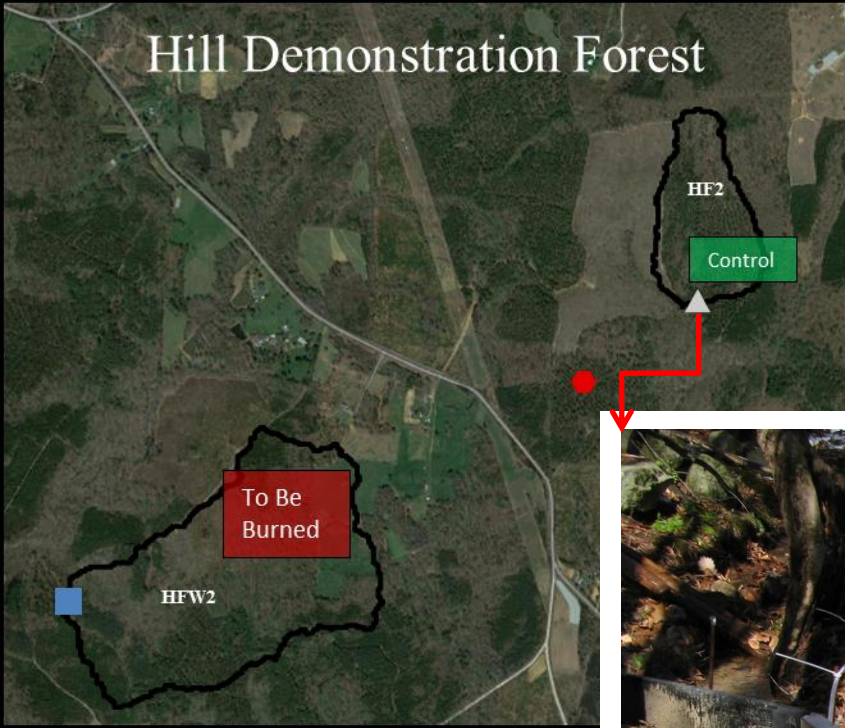 Hill Demonstration Forest
HF2
Control
To Be
Burned
HFW2